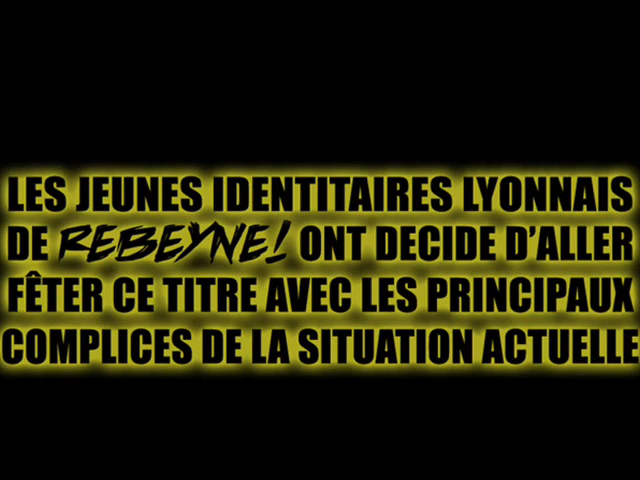 LES JEUNES IDENTITAIRES LYONNAIS
DE REBEYNE! ONT DECIDE D'ALLER
FÊTER CE TITRE AVEC LES PRINCIPAUX
COMPLICES DE LA SITUATION ACTUELLE